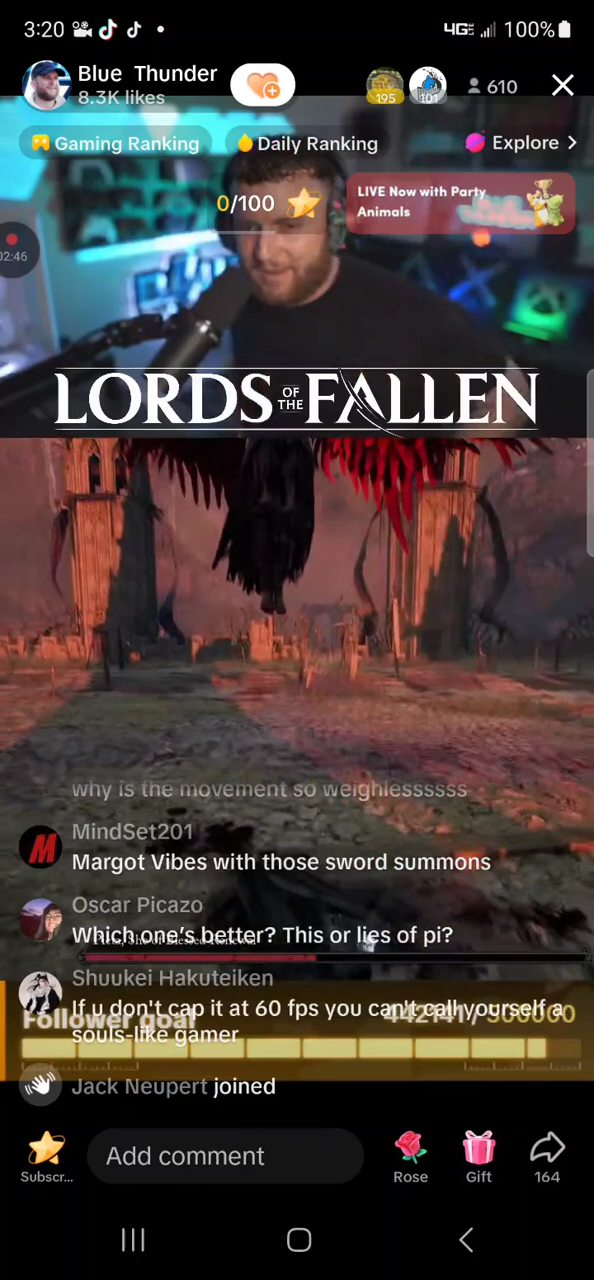 3:20
4G
100%
Blue Thunder
8.3K likes
195
101
610
Gaming Ranking
Daily Ranking
Explore
0/100
LIVE Now with Party
Animals
02:46
LORDS OF THE FALLEN
why is the movement so weighlessssss
MindSet201
Margot Vibes with those sword summons
Oscar Picazo
Which one's better? This or lies of pi?
Shuukei Hakuteiken
If u don't cap it at 60 fps you can't call yourself a
souls-like gamer
Follower goal
Jack Neupert joined
Subscr...
Add comment
Rose
Gift
164